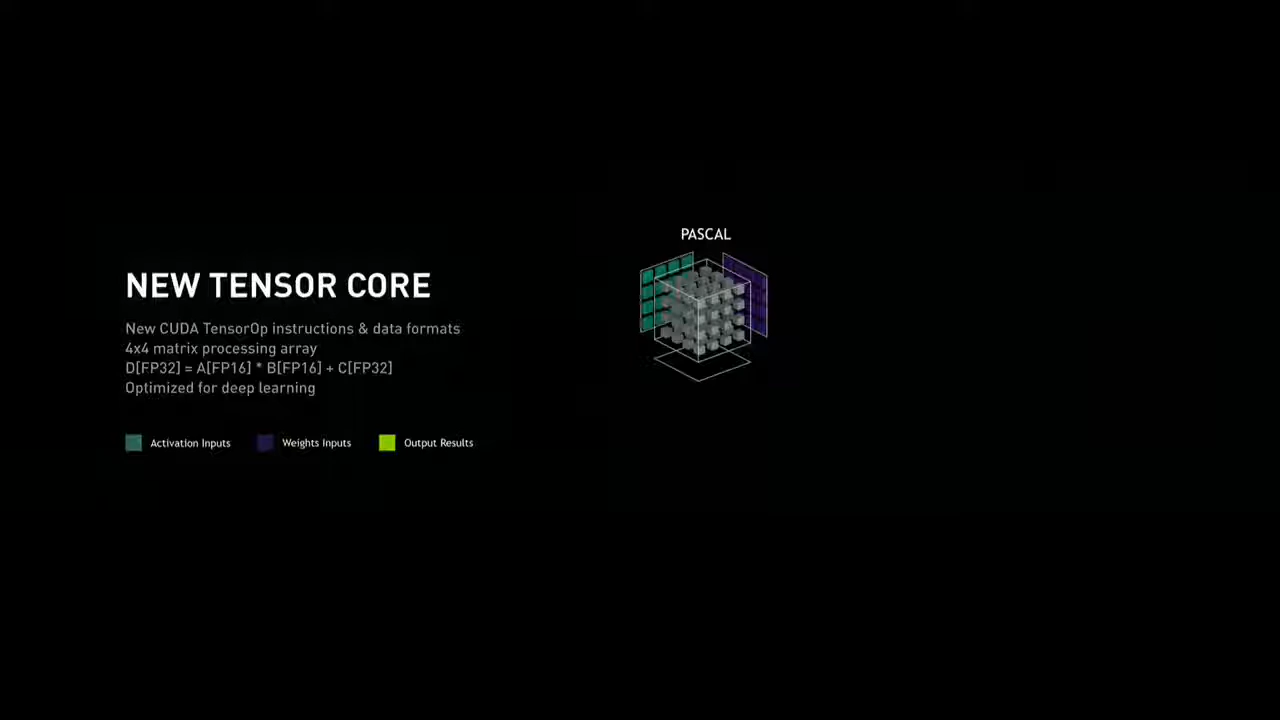 PASCAL
NEW TENSOR CORE
New CUDA TensorOp instructions & data formats
4x4 matrix processing array
D[FP32] = A[FP16] * B[FP16] + C[FP32]
Optimized for deep learning
Activation Inputs
Weights Inputs
Output Results